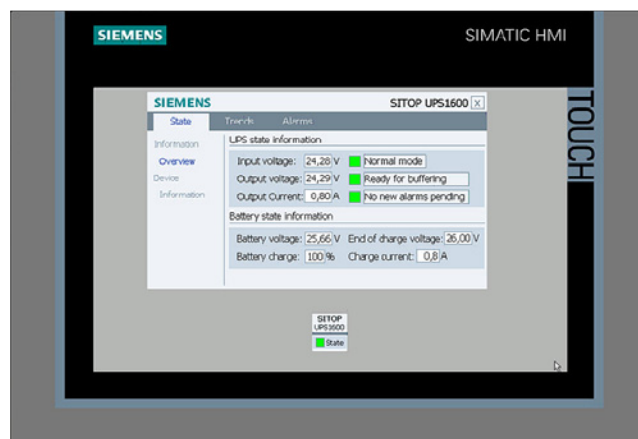 SIEMENS
SIMATIC HMI
TOUCH
SIEMENS
SITOP UPS1600 X
State Trends Alarms
Information
Overview
Device
Information
UPS state information
Input voltage: 24,28 V Normal mode
Output voltage: 24,29 V Ready for buffering
Output Current: 0,80 A No new alarms pending
Battery state information
Battery voltage: 25,66 V End of charge voltage: 26,00 V
Battery charge: 100 % Charge current: 0,8 A
SITOP
UPS1600
State